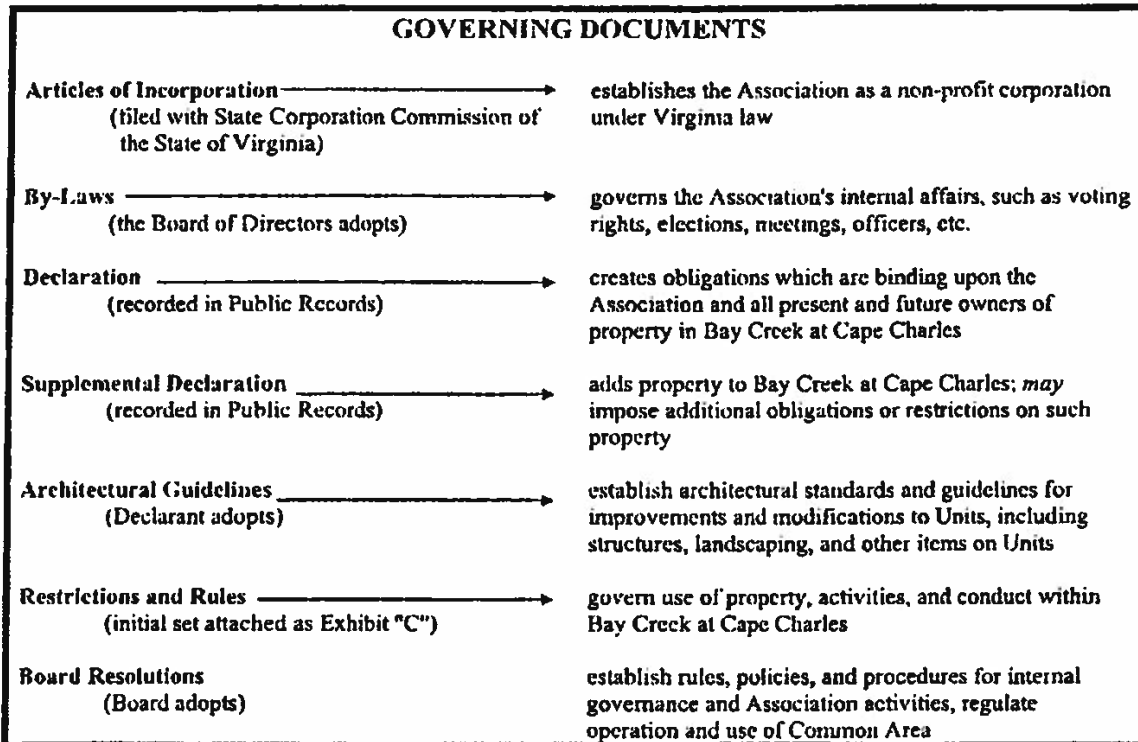 GOVERNING DOCUMENTS
Articles of Incorporation establishes the Association as a non-profit corporation
(filed with State Corporation Commission of under Virginia law
the State of Virginia)
By-Laws governs the Association's internal affairs, such as voting
(the Board of Directors adopts) rights, elections, meetings, officers, etc.
Declaration creates obligations which are binding upon the
(recorded in Public Records) Association and all present and future owners of
property in Bay Creek at Cape Charles
Supplemental Declaration adds property to Bay Creek at Cape Charles; may
(recorded in Public Records) impose additional obligations or restrictions on such
property
Architectural Guidelines establish architectural standards and guidelines for
(Declarant adopts) improvements and modifications to Units, including
structures, landscaping, and other items on Units
Restrictions and Rules govern use of property, activities, and conduct within
(initial set attached as Exhibit "C") Bay Creek at Cape Charles
Board Resolutions establish rules, policies, and procedures for internal
(Board adopts) governance and Association activities, regulate
operation and use of Common Area